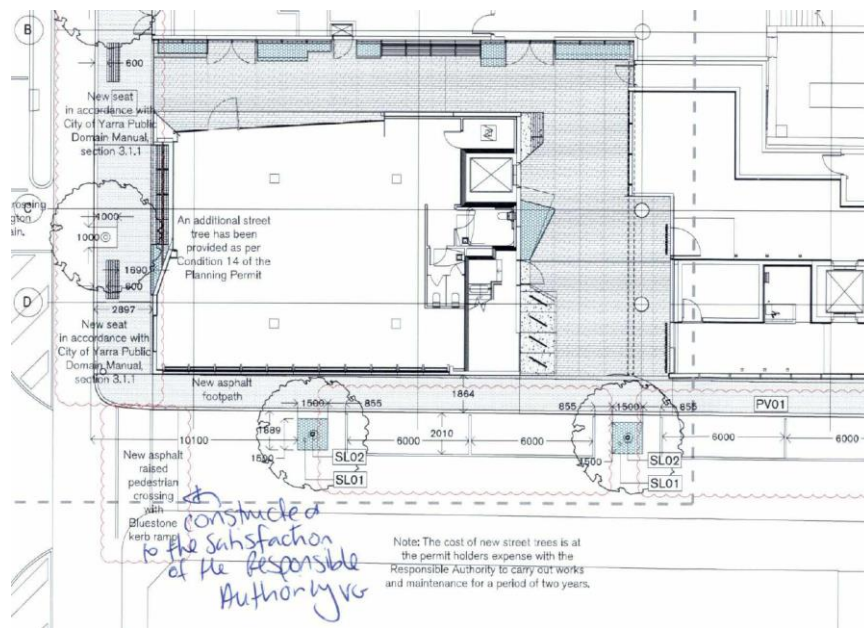 B
600
New seat
in accordance with
City of Yarra Public
Domain Manual,
section 3.1.1
C
1000
1000
An additional street
tree has been
provided as per
Condition 14 of the
Planning Permit
1690
600
D
2897
New seat
in accordance with
City of Yarra Public
Domain Manual,
section 3.1.1
New asphalt
footpath
1864
1500
855
855
1500
855
PV01
10100
1689
1500
6000
2010
6000
1500
6000
6000
SL02
SL01
SL02
SL01
New asphalt
raised
pedestrian
crossing
with
Bluestone
kerb ramp
constructed
to the satisfaction
of the Responsible
Authority VG
Note: The cost of new street trees is at
the permit holders expense with the
Responsible Authority to carry out works
and maintenance for a period of two years.